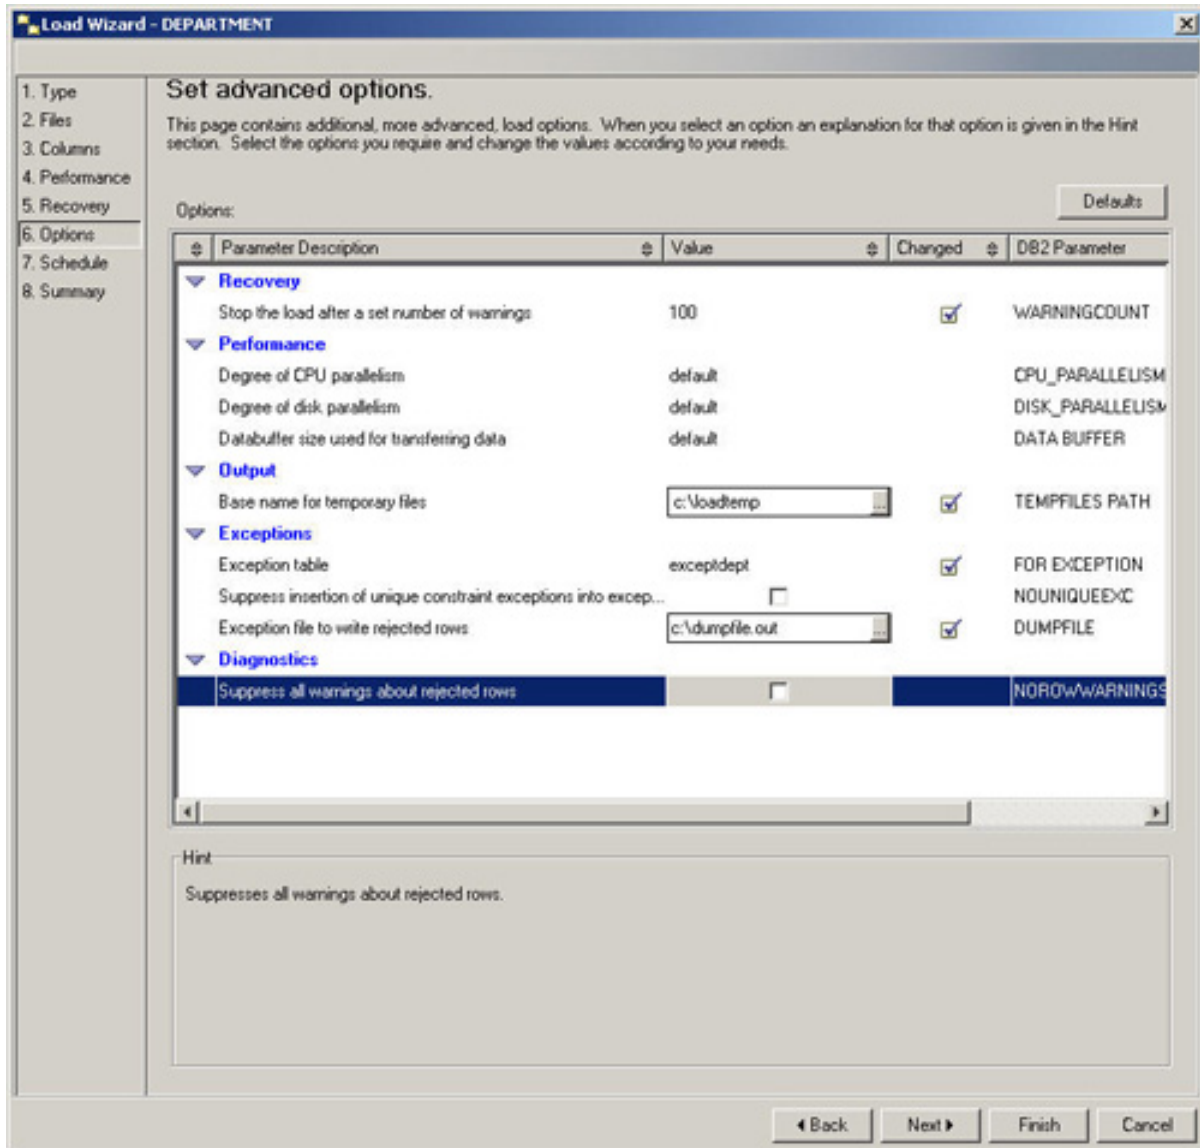 Load Wizard - DEPARTMENT
1. Type
2. Files
3. Columns
4. Performance
5. Recovery
6. Options
7. Schedule
8. Summary
Set advanced options.
This page contains additional, more advanced, load options. When you select an option an explanation for that option is given in the Hint
section. Select the options you require and change the values according to your needs.
Defaults
Options:
Parameter Description Value Changed DB2 Parameter
Recovery
Stop the load after a set number of warnings 100 WARNINGCOUNT
Performance
Degree of CPU parallelism default CPU_PARALLELISM
Degree of disk parallelism default DISK_PARALLELISM
Databuffer size used for transferring data default DATA BUFFER
Output
Base name for temporary files c:\loadtemp ... TEMPFILES PATH
Exceptions
Exception table exceptdept FOR EXCEPTION
Suppress insertion of unique constraint exceptions into excep... NOUNIQUEEXC
Exception file to write rejected rows c:\dumpfile.out ... DUMPFILE
Diagnostics
Suppress all warnings about rejected rows NOROWWARNINGS
Hint
Suppresses all warnings about rejected rows.
Back Next Finish Cancel